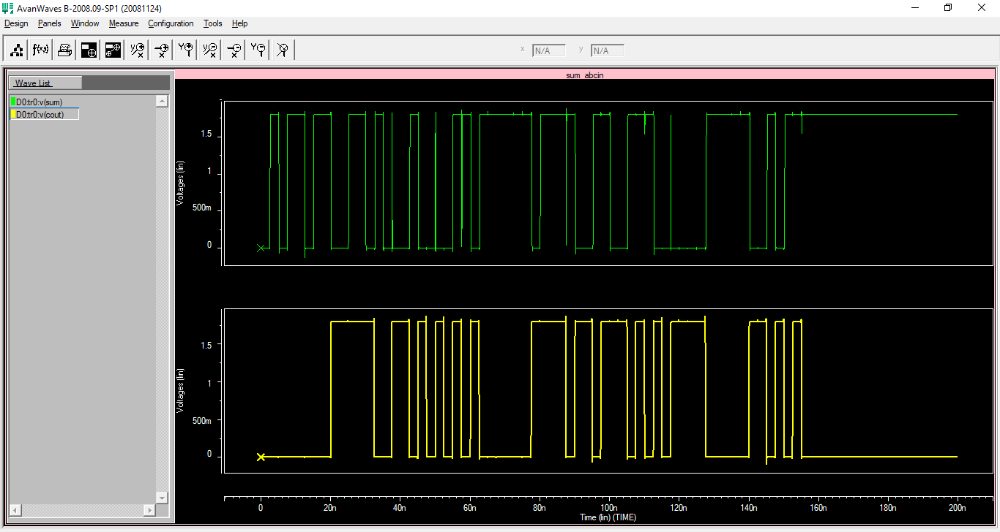 AvanWaves B-2008.09-SP1 (20081124)
Design Panels Window Measure Configuration Tools Help
f(x) x N/A y N/A
Wave List
D0:tr0:v(sum)
D0:tr0:v(cout)
sum_abcin
Voltages (lin)
1.5
1
500m
0
Voltages (lin)
1.5
1
500m
0
0 20n 40n 60n 80n 100n 120n 140n 160n 180n 200n
Time (lin) (TIME)